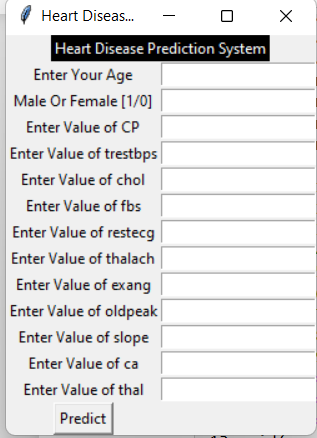 Heart Diseas...
Heart Disease Prediction System
Enter Your Age
Male Or Female [1/0]
Enter Value of CP
Enter Value of trestbps
Enter Value of chol
Enter Value of fbs
Enter Value of restecg
Enter Value of thalach
Enter Value of exang
Enter Value of oldpeak
Enter Value of slope
Enter Value of ca
Enter Value of thal
Predict